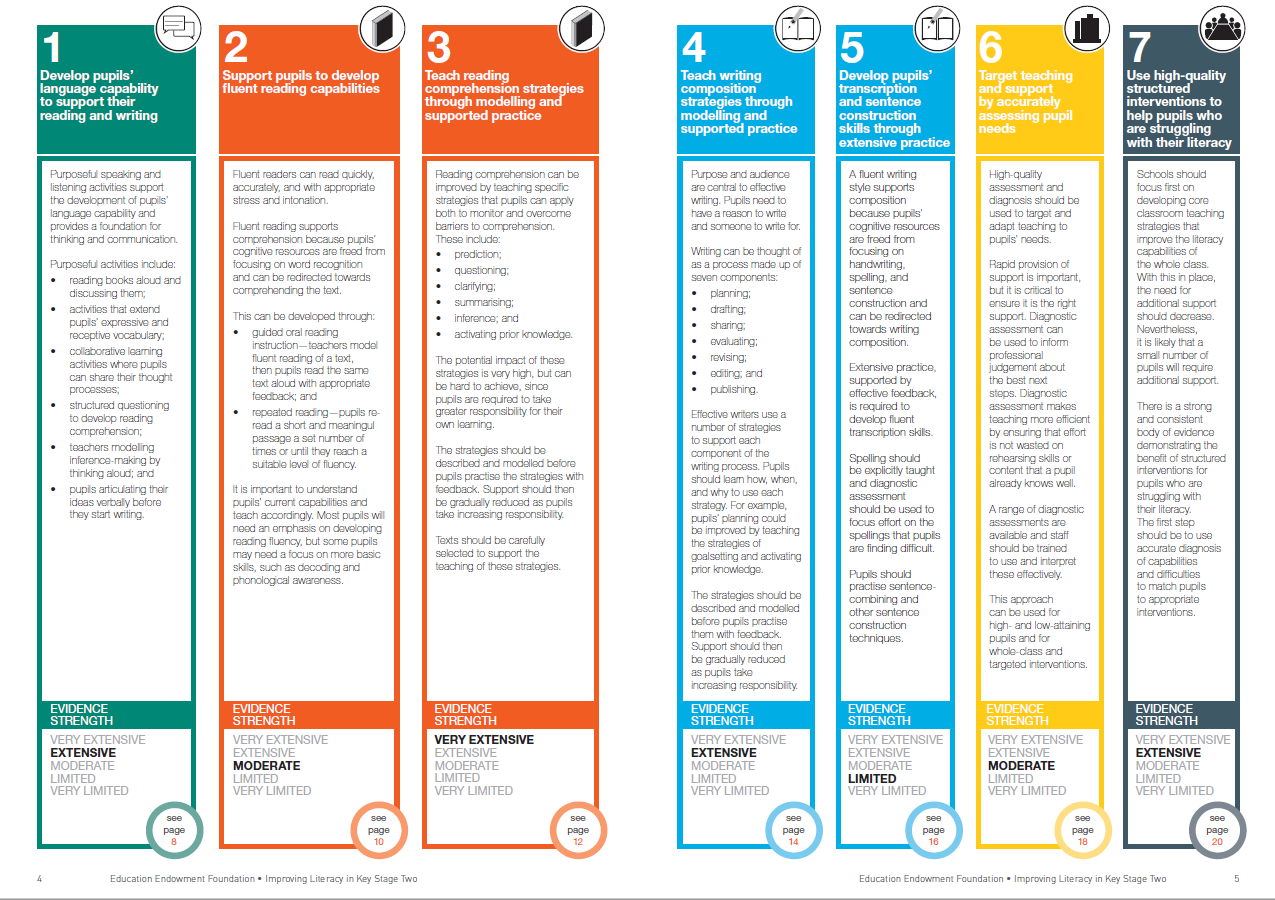 1
Develop pupils’
language capability
to support their
reading and writing
Purposeful speaking and
listening activities support
the development of pupils’
language capability and
provides a foundation for
thinking and communication.
Purposeful activities include:
• reading books aloud and
discussing them;
• activities that extend
pupils’ expressive and
receptive vocabulary;
• collaborative learning
activities where pupils
can share their thought
processes;
• structured questioning
to develop reading
comprehension;
• teachers modelling
inference-making by
thinking aloud; and
• pupils articulating their
ideas verbally before
they start writing.
EVIDENCE
STRENGTH
VERY EXTENSIVE
EXTENSIVE
MODERATE
LIMITED
VERY LIMITED
see
page
8
2
Support pupils to develop
fluent reading capabilities
Fluent readers can read quickly,
accurately, and with appropriate
stress and intonation.
Fluent reading supports
comprehension because pupils’
cognitive resources are freed from
focusing on word recognition
and can be redirected towards
comprehending the text.
This can be developed through:
• guided oral reading
instruction—teachers model
fluent reading of a text,
then pupils read the same
text aloud with appropriate
feedback; and
• repeated reading—pupils re-
read a short and meaningul
passage a set number of
times or until they reach a
suitable level of fluency.
It is important to understand
pupils’ current capabilities and
teach accordingly. Most pupils will
need an emphasis on developing
reading fluency, but some pupils
may need a focus on more basic
skills, such as decoding and
phonological awareness.
EVIDENCE
STRENGTH
VERY EXTENSIVE
EXTENSIVE
MODERATE
LIMITED
VERY LIMITED
see
page
10
3
Teach reading
comprehension strategies
through modelling and
supported practice
Reading comprehension can be
improved by teaching specific
strategies that pupils can apply
both to monitor and overcome
barriers to comprehension.
These include:
• prediction;
• questioning;
• clarifying;
• summarising;
• inference; and
• activating prior knowledge.
The potential impact of these
strategies is very high, but can
be hard to achieve, since
pupils are required to take
greater responsibility for their
own learning.
The strategies should be
described and modelled before
pupils practise the strategies with
feedback. Support should then
be gradually reduced as pupils
take increasing responsibility.
Texts should be carefully
selected to support the
teaching of these strategies.
EVIDENCE
STRENGTH
VERY EXTENSIVE
EXTENSIVE
MODERATE
LIMITED
VERY LIMITED
see
page
12
4
Teach writing
composition
strategies through
modelling and
supported practice
Purpose and audience
are central to effective
writing. Pupils need to
have a reason to write
and someone to write for.
Writing can be thought of
as a process made up of
seven components:
• planning;
• drafting;
• sharing;
• evaluating;
• revising;
• editing; and
• publishing.
Effective writers use a
number of strategies
to support each
component of the
writing process. Pupils
should learn how, when,
and why to use each
strategy. For example,
pupils’ planning could
be improved by teaching
the strategies of
goalsetting and activating
prior knowledge.
The strategies should be
described and modelled
before pupils practise
them with feedback.
Support should then
be gradually reduced
as pupils take
increasing responsibility.
EVIDENCE
STRENGTH
VERY EXTENSIVE
EXTENSIVE
MODERATE
LIMITED
VERY LIMITED
see
page
14
5
Develop pupils’
transcription
and sentence
construction
skills through
extensive practice
A fluent writing
style supports
composition
because pupils’
cognitive resources
are freed from
focusing on
handwriting,
spelling, and
sentence
construction and
can be redirected
towards writing
composition.
Extensive practice,
supported by
effective feedback,
is required to
develop fluent
transcription skills.
Spelling should
be explicitly taught
and diagnostic
assessment
should be used to
focus effort on the
spellings that pupils
are finding difficult.
Pupils should
practise sentence-
combining and
other sentence
construction
techniques.
EVIDENCE
STRENGTH
VERY EXTENSIVE
EXTENSIVE
MODERATE
LIMITED
VERY LIMITED
see
page
16
6
Target teaching
and support
by accurately
assessing pupil
needs
High-quality
assessment and
diagnosis should be
used to target and
adapt teaching to
pupils’ needs.
Rapid provision of
support is important,
but it is critical to
ensure it is the right
support. Diagnostic
assessment can
be used to inform
professional
judgement about
the best next
steps. Diagnostic
assessment makes
teaching more efficient
by ensuring that effort
is not wasted on
rehearsing skills or
content that a pupil
already knows well.
A range of diagnostic
assessments are
available and staff
should be trained
to use and interpret
these effectively.
This approach
can be used for
high- and low-attaining
pupils and for
whole-class and
targeted interventions.
EVIDENCE
STRENGTH
VERY EXTENSIVE
EXTENSIVE
MODERATE
LIMITED
VERY LIMITED
see
page
18
7
Use high-quality
structured
interventions to
help pupils who
are struggling
with their literacy
Schools should
focus first on
developing core
classroom teaching
strategies that
improve the literacy
capabilities of
the whole class.
With this in place,
the need for
additional support
should decrease.
Nevertheless,
it is likely that a
small number of
pupils will require
additional support.
There is a strong
and consistent
body of evidence
demonstrating the
benefit of structured
interventions for
pupils who are
struggling with
their literacy.
The first step
should be to use
accurate diagnosis
of capabilities
and difficulties
to match pupils
to appropriate
interventions.
EVIDENCE
STRENGTH
VERY EXTENSIVE
EXTENSIVE
MODERATE
LIMITED
VERY LIMITED
see
page
20
4
Education Endowment Foundation • Improving Literacy in Key Stage Two
Education Endowment Foundation • Improving Literacy in Key Stage Two
5